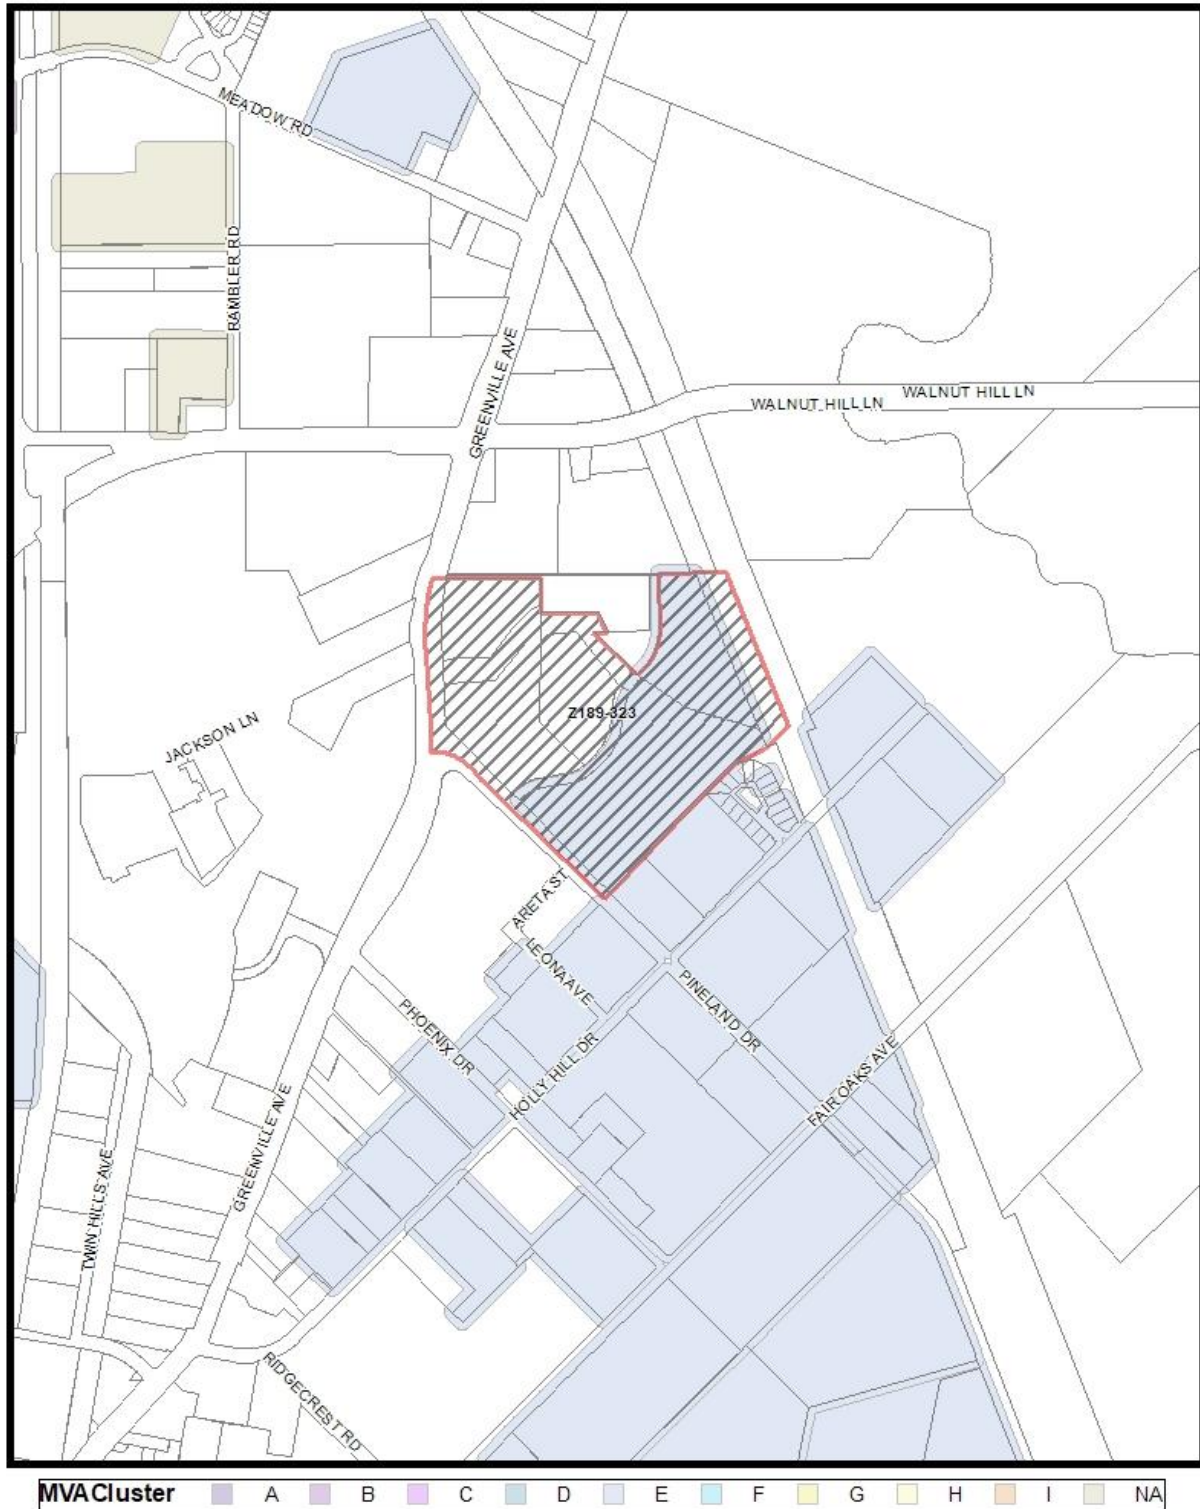 MEADOW RD
RAMBLER RD
GREENVILLE AVE
WALNUT HILL LN
WALNUT HILL LN
Z189-323
JACKSON LN
ARETA ST
LEONA AVE
PINELAND DR
PHOENIX DR
HOLLY HILL DR
FAIR OAKS AVE
GREENVILLE AVE
TWIN HILLS AVE
RIDGECREST RD
MVACluster A B C D E F G H I NA